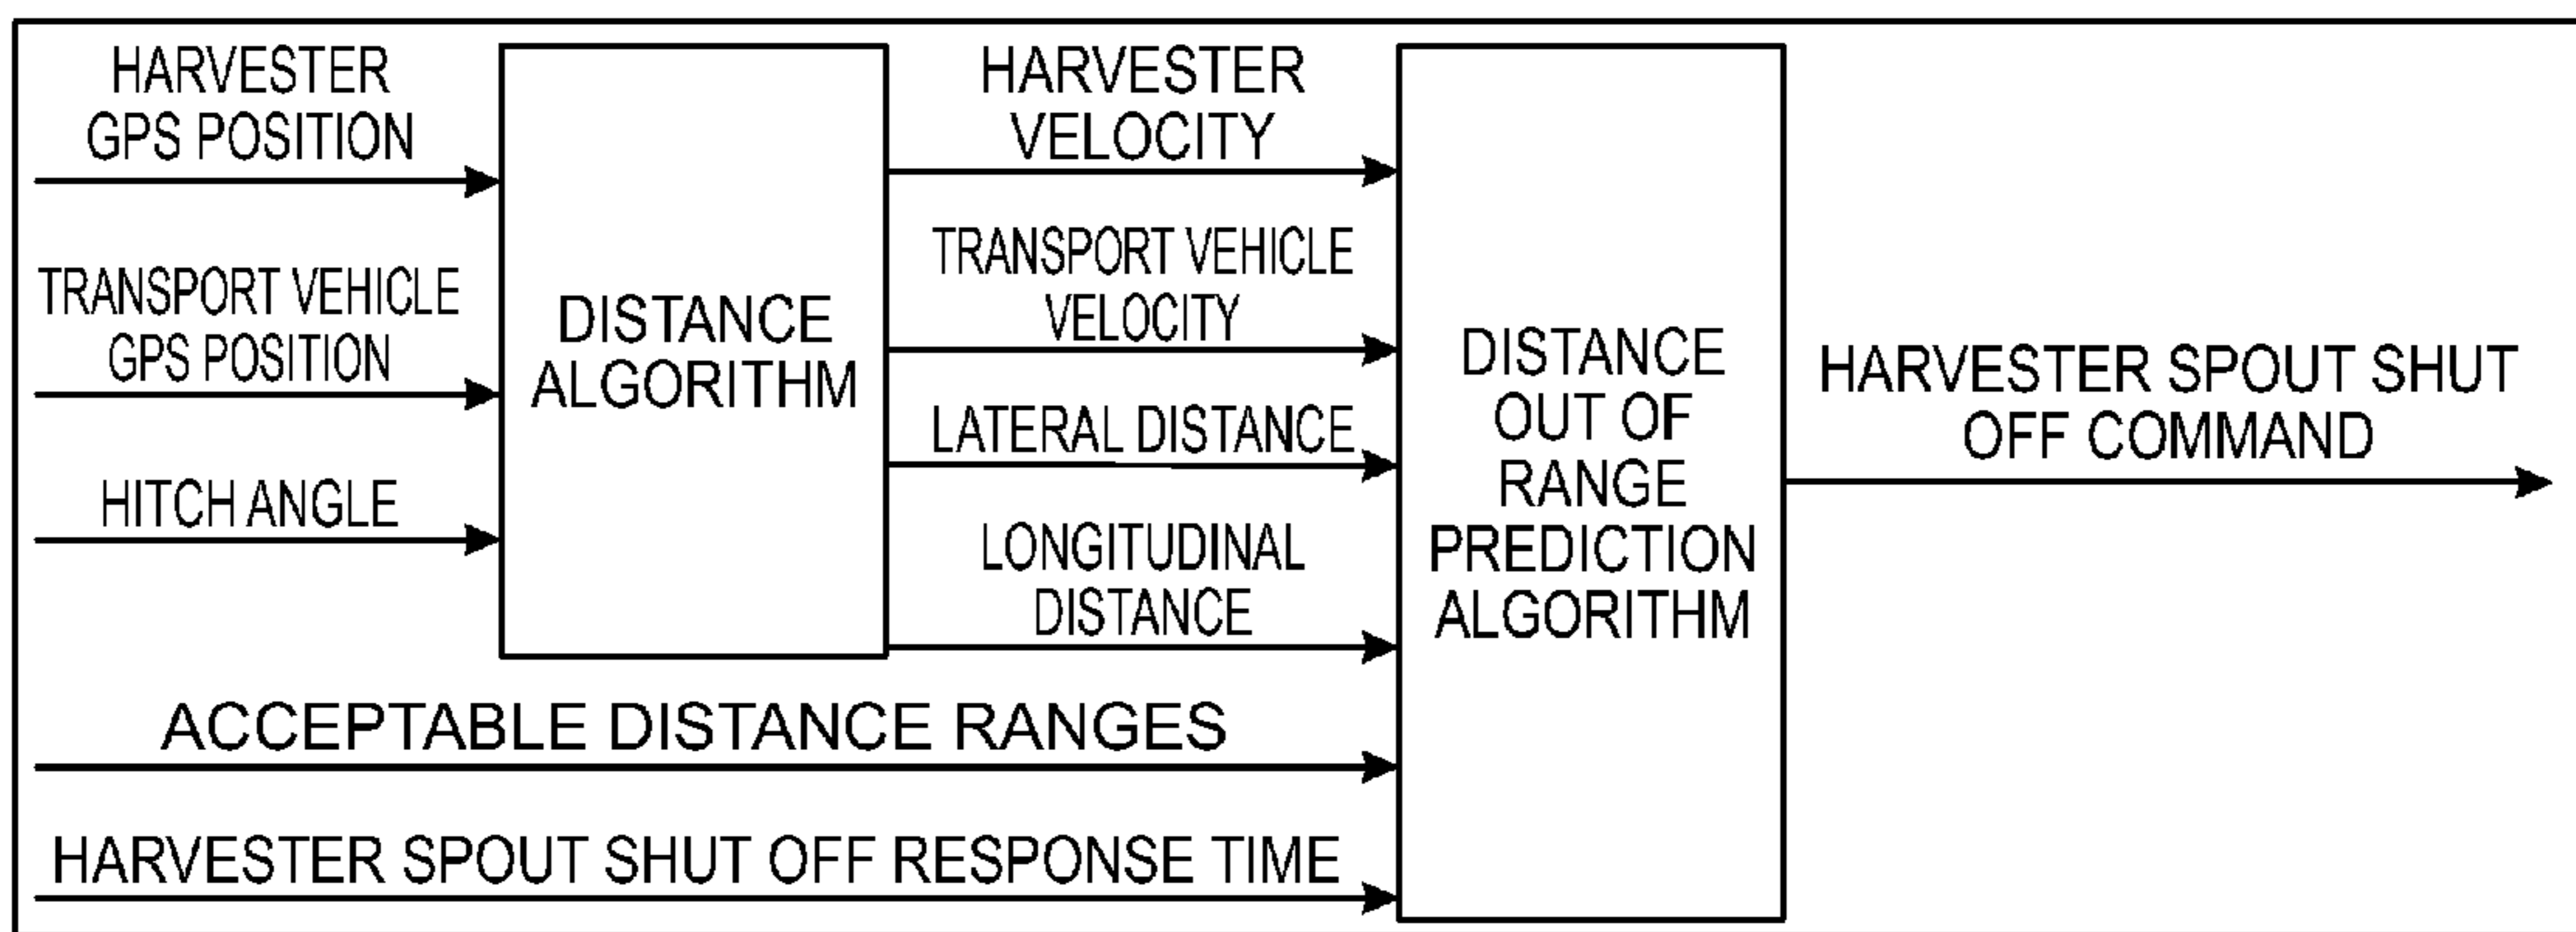 HARVESTER
GPS POSITION
TRANSPORT VEHICLE
GPS POSITION
HITCH ANGLE
DISTANCE
ALGORITHM
HARVESTER
VELOCITY
TRANSPORT VEHICLE
VELOCITY
LATERAL DISTANCE
LONGITUDINAL
DISTANCE
ACCEPTABLE DISTANCE RANGES
HARVESTER SPOUT SHUT OFF RESPONSE TIME
DISTANCE
OUT OF
RANGE
PREDICTION
ALGORITHM
HARVESTER SPOUT SHUT
OFF COMMAND